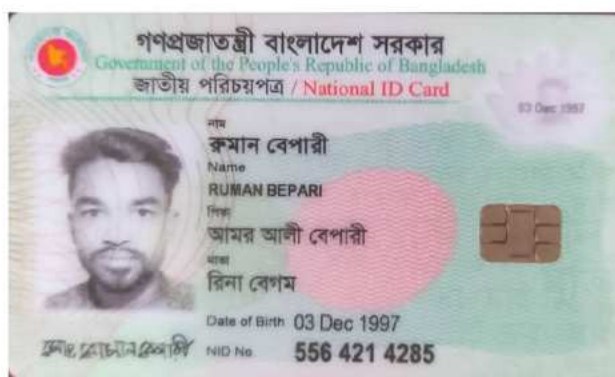 গণপ্রজাতন্ত্রী বাংলাদেশ সরকার
Government of the People's Republic of Bangladesh
জাতীয় পরিচয়পত্র / National ID Card
03 Dec 1997
নাম
রুমান বেপারী
Name
RUMAN BEPARI
পিতা
আমর আলী বেপারী
মাতা
রিনা বেগম
Date of Birth 03 Dec 1997
NID No. 556 421 4285